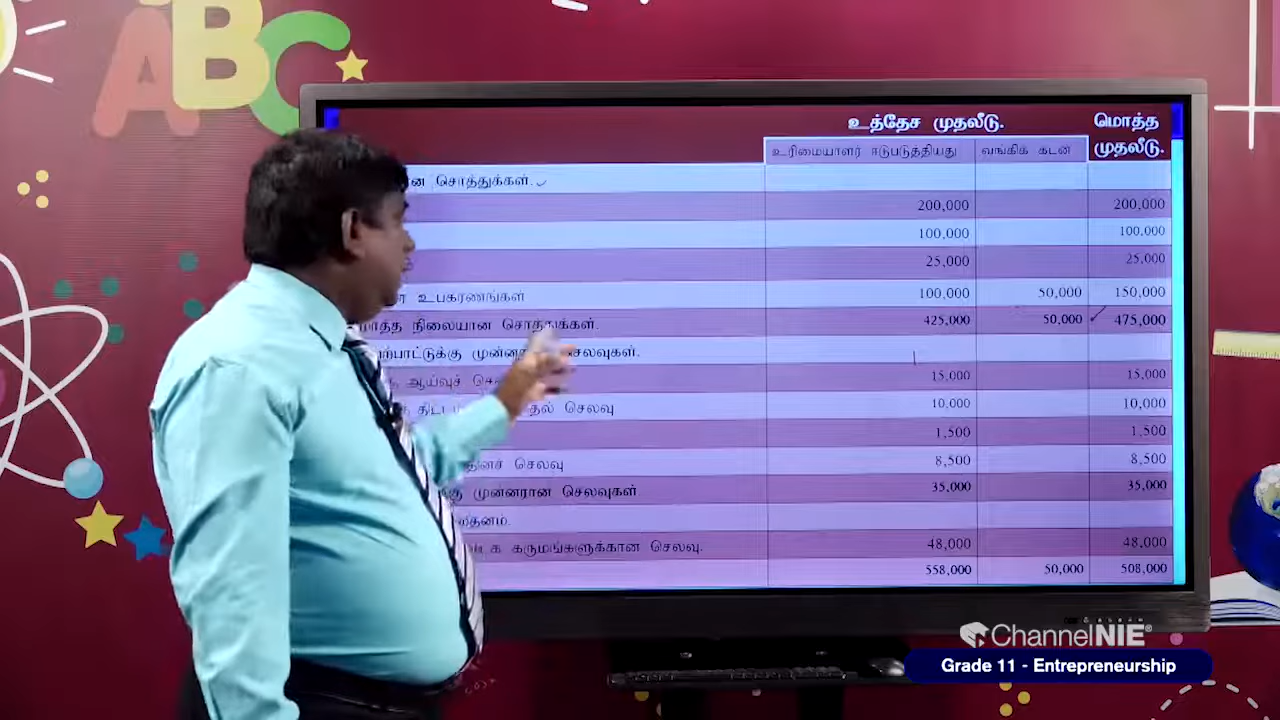 ABC
உத்தேச முதலீடு. மொத்த
உரிமையாளர் ஈடுபடுத்தியது வங்கிக் கடன் முதலீடு.
சொத்துக்கள்.
200,000 200,000
100,000 100,000
25,000 25,000
உபகரணங்கள் 100,000 50,000 150,000
நிலையான சொத்துக்கள். 425,000 50,000 475,000
செலவுகள்.
ஆய்வுச் 15,000 15,000
செலவு 10,000 10,000
1,500 1,500
செலவு 8,500 8,500
முன்னரான செலவுகள் 35,000 35,000
கருமங்களுக்கான செலவு. 48,000 48,000
558,000 50,000 508,000
ChannelNIE
Grade 11 - Entrepreneurship